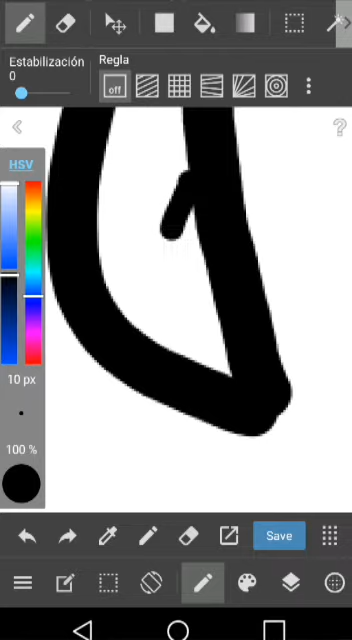 Estabilización
0
Regla
off
?
HSV
10 px
100 %
Save